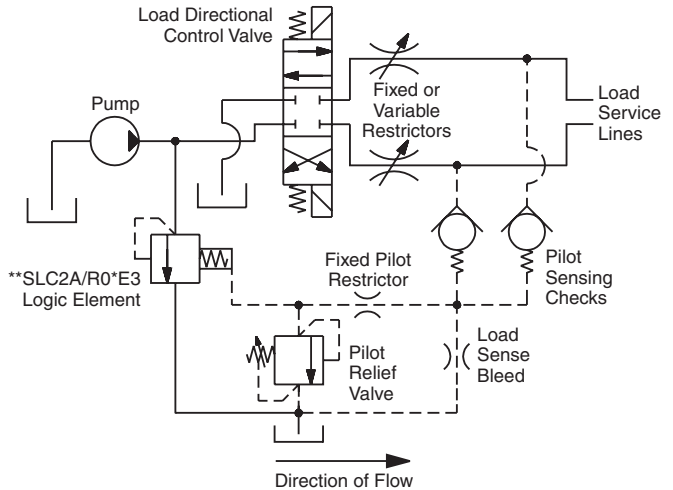 Load Directional
Control Valve
Pump
Fixed or
Variable
Restrictors
Load
Service
Lines
**SLC2A/R0*E3
Logic Element
Fixed Pilot
Restrictor
Pilot
Sensing
Checks
Load
Sense
Bleed
Pilot
Relief
Valve
Direction of Flow